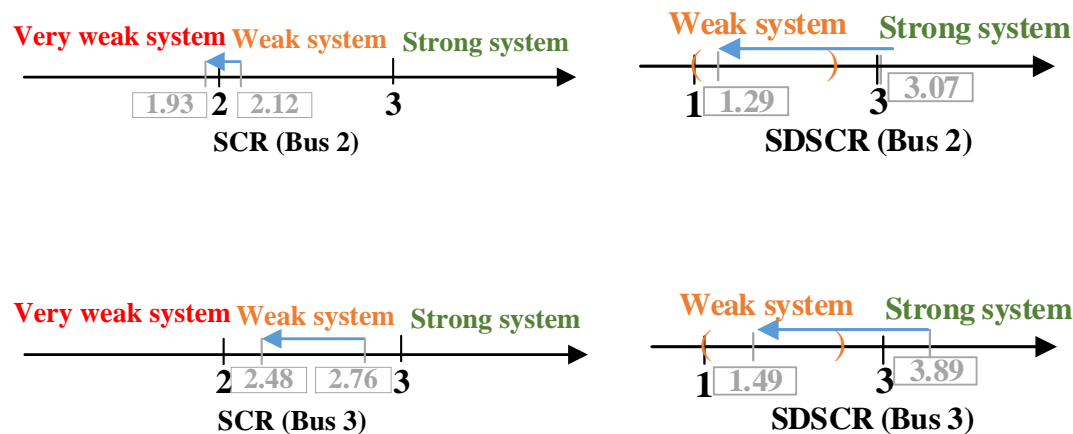 Very weak system Weak system Strong system
1.93 2 2.12 3
SCR (Bus 2)
Weak system Strong system
( )
1 1.29 3 3.07
SDSCR (Bus 2)
Very weak system Weak system Strong system
2 2.48 2.76 3
SCR (Bus 3)
Weak system Strong system
( )
1 1.49 3 3.89
SDSCR (Bus 3)